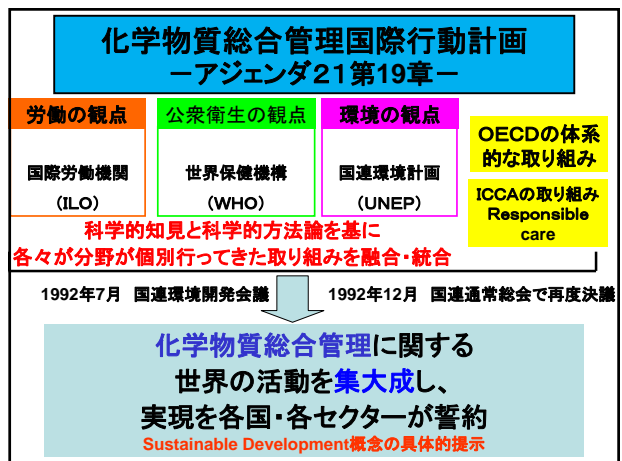 化学物質総合管理国際行動計画
－アジェンダ２１第19章－
労働の観点
公衆衛生の観点
環境の観点
国際労働機関
（ILO）
世界保健機構
（WHO）
国連環境計画
（UNEP）
OECDの体系
的な取り組み
ICCAの取り組み
Responsible
care
科学的知見と科学的方法論を基に
各々が分野が個別行ってきた取り組みを融合・統合
1992年7月　国連環境開発会議
1992年12月　国連通常総会で再度決議
化学物質総合管理に関する
世界の活動を集大成し、
実現を各国・各セクターが誓約
Sustainable Development概念の具体的提示